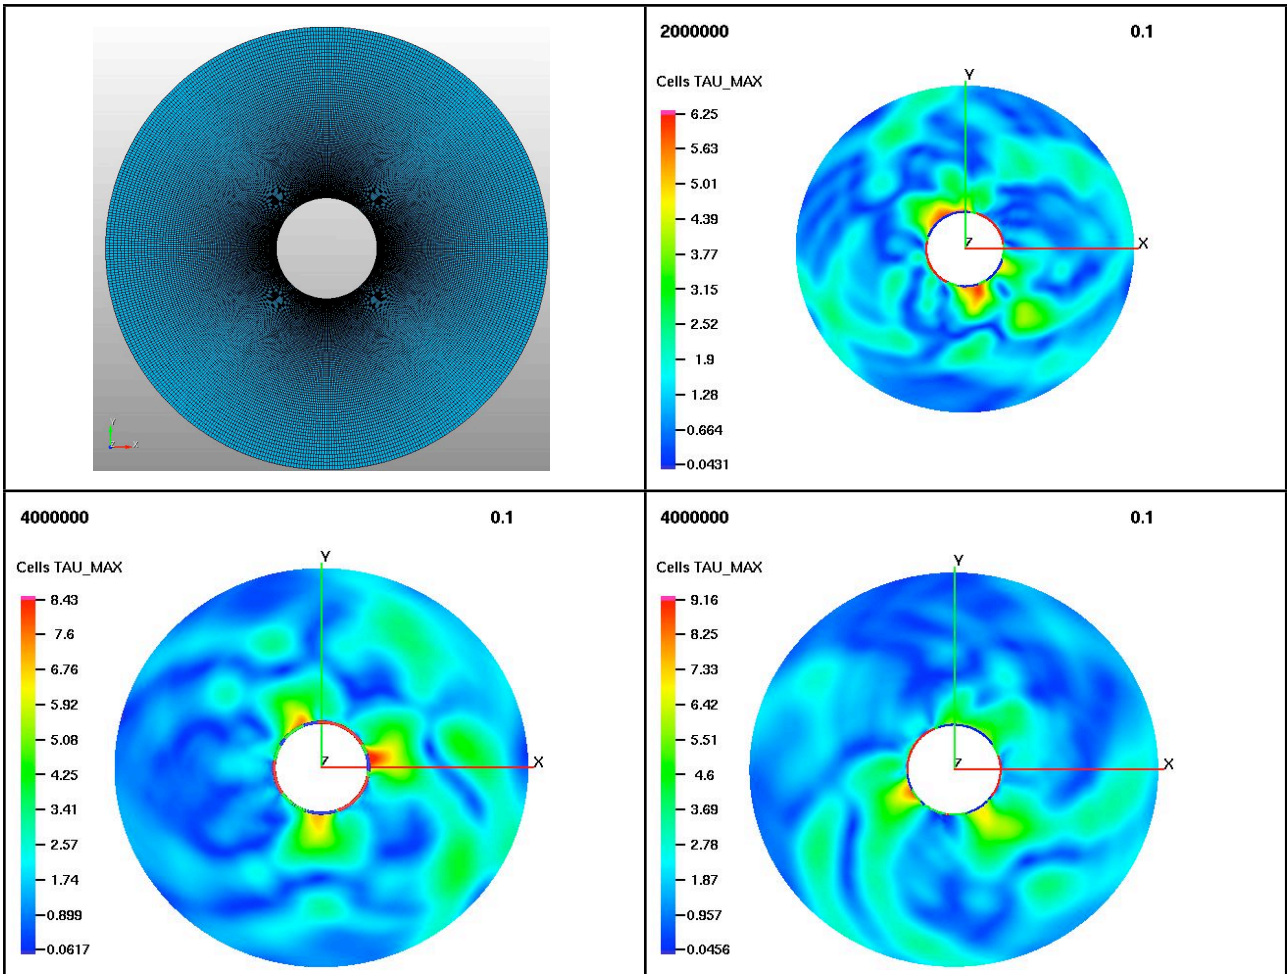 Y
Z X
2000000 0.1
Cells TAU_MAX
6.25
5.63
5.01
4.39
3.77
3.15
2.52
1.9
1.28
0.664
0.0431
Y
Z
X
4000000 0.1
Cells TAU_MAX
8.43
7.6
6.76
5.92
5.08
4.25
3.41
2.57
1.74
0.899
0.0617
Y
Z
X
4000000 0.1
Cells TAU_MAX
9.16
8.25
7.33
6.42
5.51
4.6
3.69
2.78
1.87
0.957
0.0456
Y
Z
X